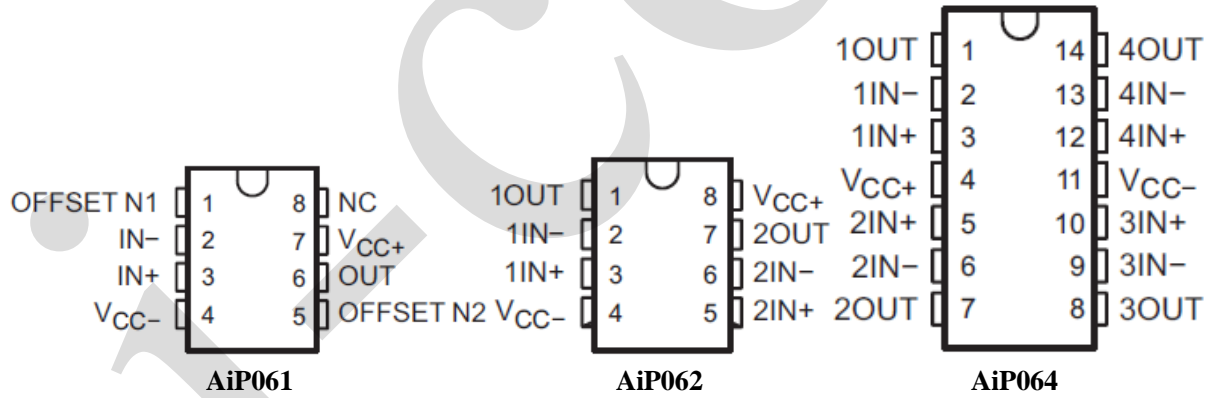 OFFSET N1 1 8 NC
IN− 2 7 VCC+
IN+ 3 6 OUT
VCC− 4 5 OFFSET N2
AiP061
1OUT 1 8 VCC+
1IN− 2 7 2OUT
1IN+ 3 6 2IN−
VCC− 4 5 2IN+
AiP062
1OUT 1 14 4OUT
1IN− 2 13 4IN−
1IN+ 3 12 4IN+
VCC+ 4 11 VCC−
2IN+ 5 10 3IN+
2IN− 6 9 3IN−
2OUT 7 8 3OUT
AiP064